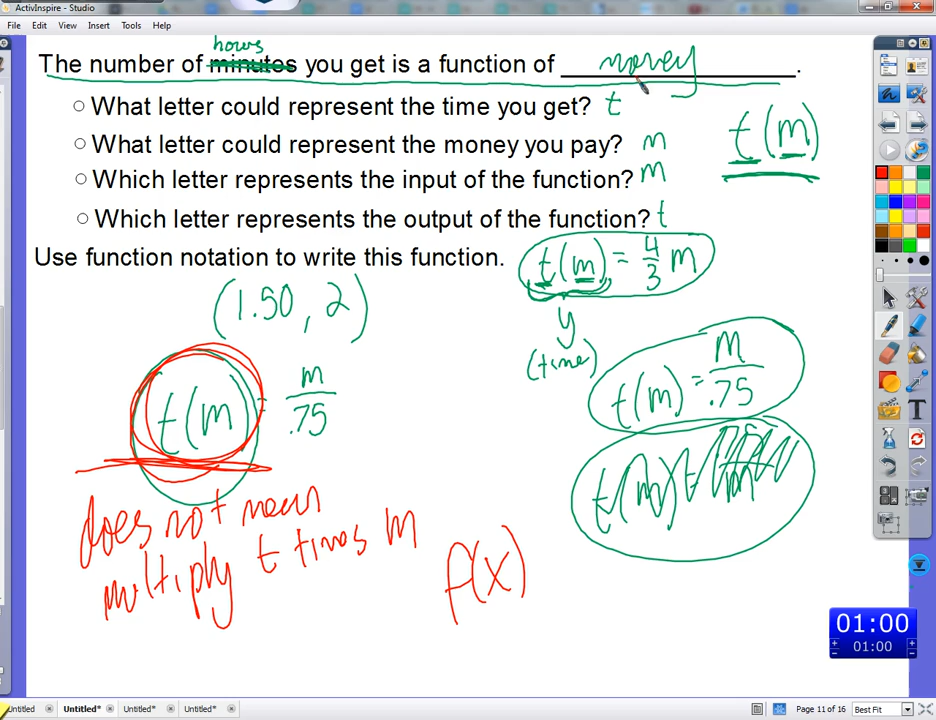 ActivInspire - Studio
File Edit View Insert Tools Help
hours
The number of minutes you get is a function of money.
What letter could represent the time you get? t
What letter could represent the money you pay? m
t(m)
Which letter represents the input of the function? m
Which letter represents the output of the function? t
Use function notation to write this function. t(m) = 4/3 m
(1.50, 2)
y
(time)
t(m) = m/.75
t(m) = m/.75
t(m)
does not mean
multiply t times m
f(x)
01:00
01:00
Untitled Untitled* Untitled* Untitled* Page 11 of 16 Best Fit